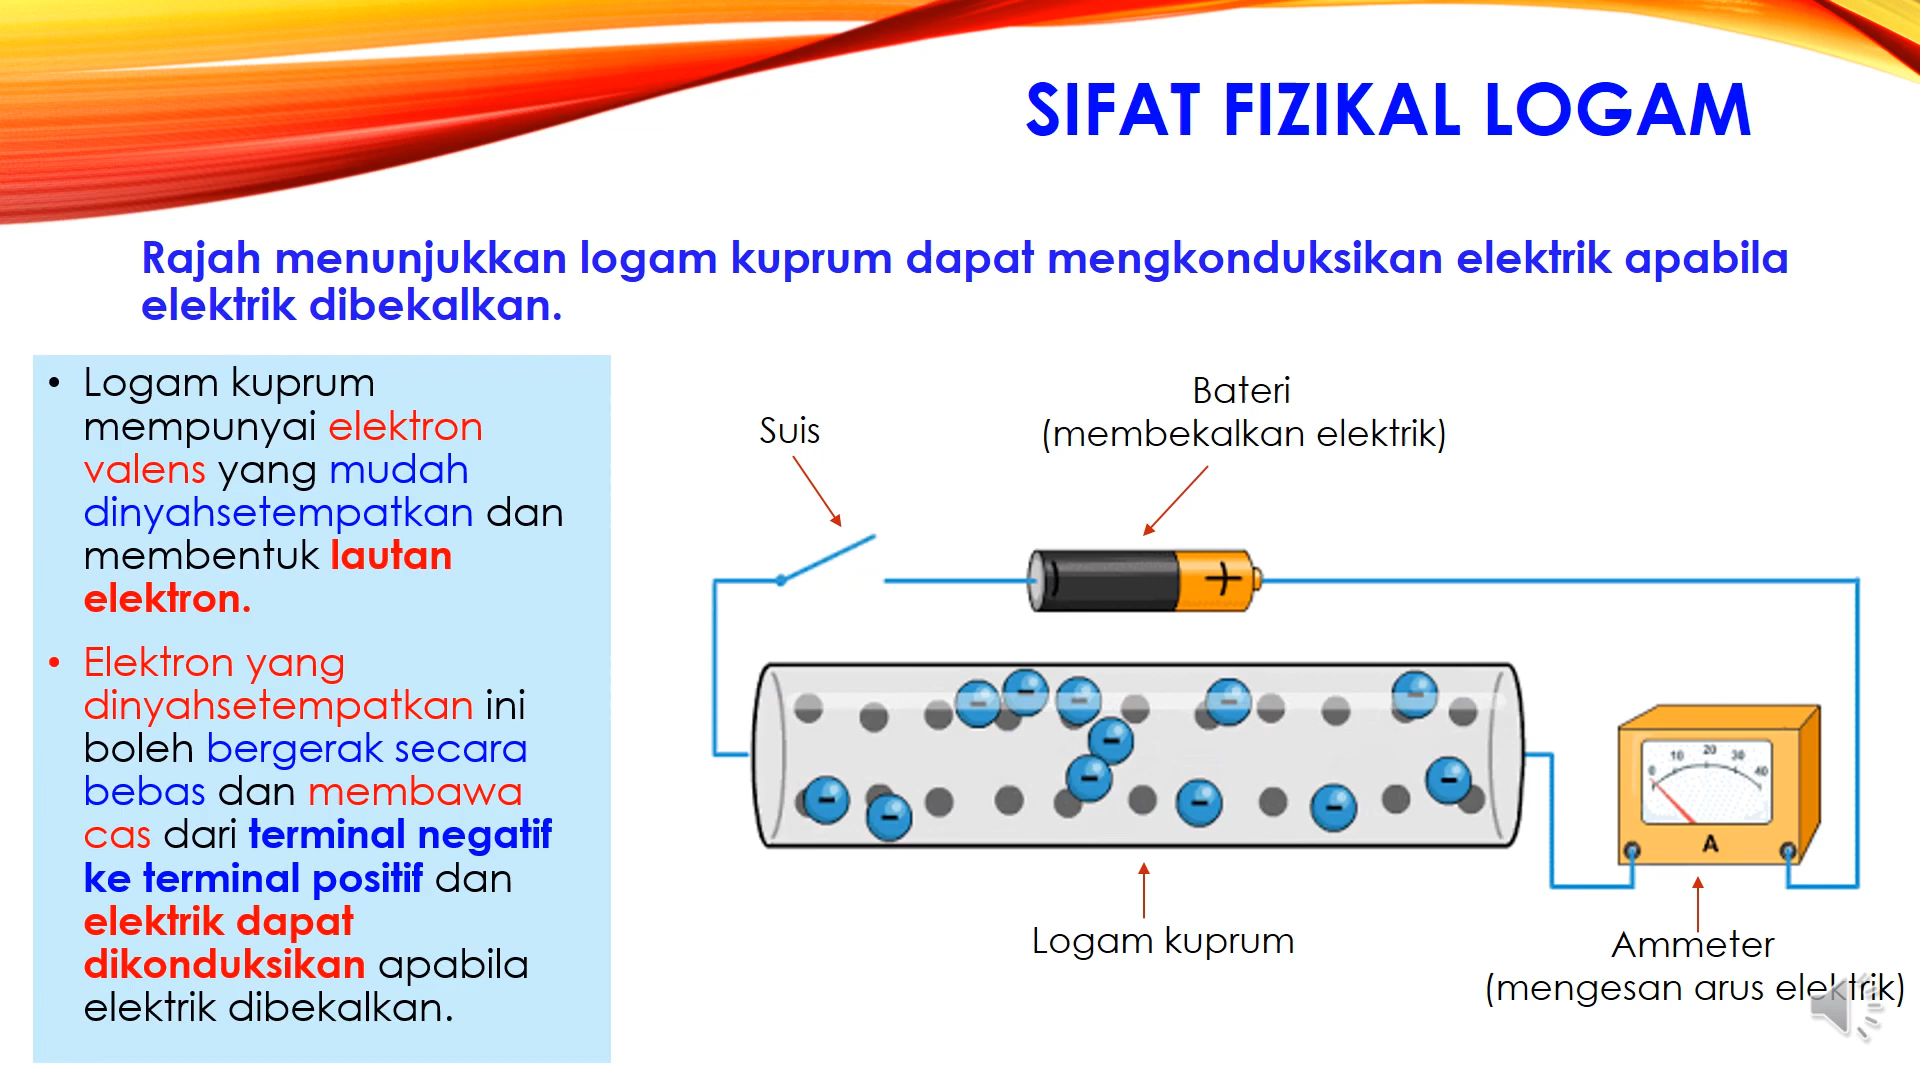 SIFAT FIZIKAL LOGAM
Rajah menunjukkan logam kuprum dapat mengkonduksikan elektrik apabila
elektrik dibekalkan.
• Logam kuprum
mempunyai elektron
valens yang mudah
dinyahsetempatkan dan
membentuk lautan
elektron.
• Elektron yang
dinyahsetempatkan ini
boleh bergerak secara
bebas dan membawa
cas dari terminal negatif
ke terminal positif dan
elektrik dapat
dikonduksikan apabila
elektrik dibekalkan.
Suis
Bateri
(membekalkan elektrik)
+
0 10 20 30 40
A
Logam kuprum
Ammeter
(mengesan arus elektrik)